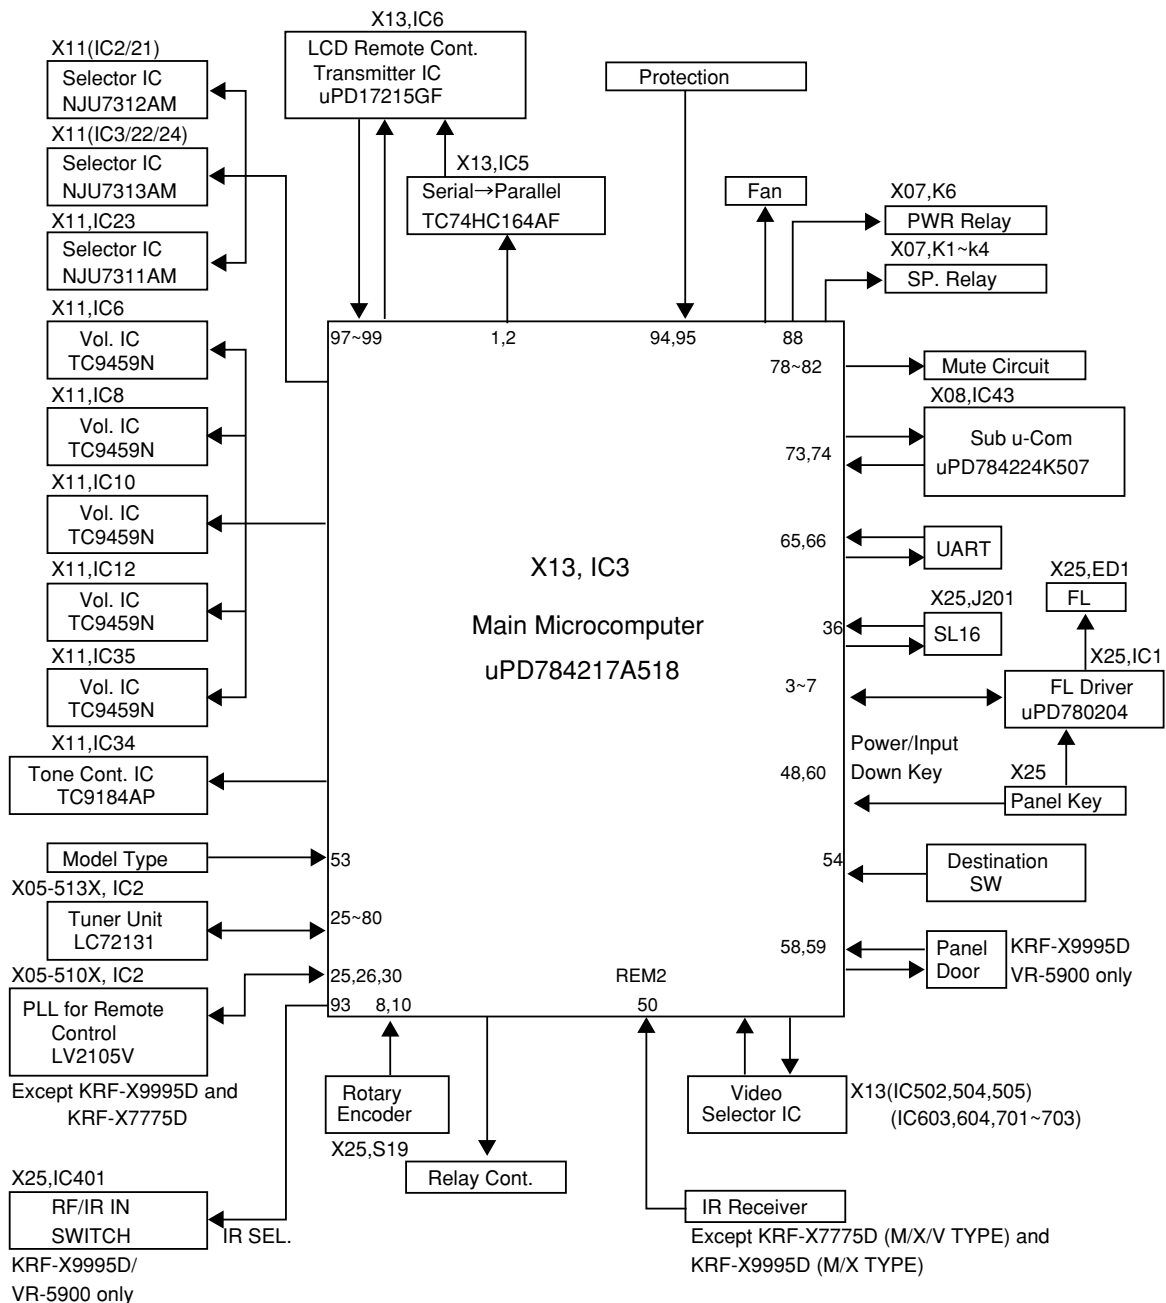 X13,IC6
LCD Remote Cont.
Transmitter IC
uPD17215GF
X11(IC2/21)
Selector IC
NJU7312AM
Protection
X11(IC3/22/24)
Selector IC
NJU7313AM
X13,IC5
Serial→Parallel
TC74HC164AF
Fan
X07,K6
PWR Relay
X11,IC23
Selector IC
NJU7311AM
X07,K1~k4
SP. Relay
X11,IC6
Vol. IC
TC9459N
97~99
1,2
94,95
88
78~82
Mute Circuit
X11,IC8
Vol. IC
TC9459N
X08,IC43
Sub u-Com
uPD784224K507
73,74
X11,IC10
Vol. IC
TC9459N
65,66
UART
X13, IC3
Main Microcomputer
uPD784217A518
X11,IC12
Vol. IC
TC9459N
X25,ED1
FL
X25,J201
36
SL16
X11,IC35
Vol. IC
TC9459N
X25,IC1
FL Driver
uPD780204
3~7
X11,IC34
Tone Cont. IC
TC9184AP
Power/Input
Down Key
48,60
X25
Panel Key
Model Type
53
54
Destination
SW
X05-513X, IC2
Tuner Unit
LC72131
25~80
58,59
Panel
Door
KRF-X9995D
VR-5900 only
X05-510X, IC2
PLL for Remote
Control
LV2105V
25,26,30
93
8,10
REM2
50
Except KRF-X9995D and
KRF-X7775D
Rotary
Encoder
X25,S19
Relay Cont.
Video
Selector IC
X13(IC502,504,505)
(IC603,604,701~703)
X25,IC401
RF/IR IN
SWITCH
IR SEL.
KRF-X9995D/
VR-5900 only
IR Receiver
Except KRF-X7775D (M/X/V TYPE) and
KRF-X9995D (M/X TYPE)